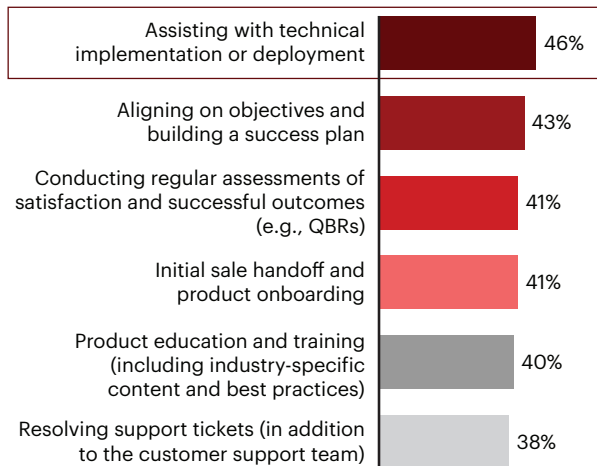 Assisting with technical
implementation or deployment
46%
Aligning on objectives and
building a success plan
43%
Conducting regular assessments of
satisfaction and successful outcomes
(e.g., QBRs)
41%
Initial sale handoff and
product onboarding
41%
Product education and training
(including industry-specific
content and best practices)
40%
Resolving support tickets (in addition
to the customer support team)
38%